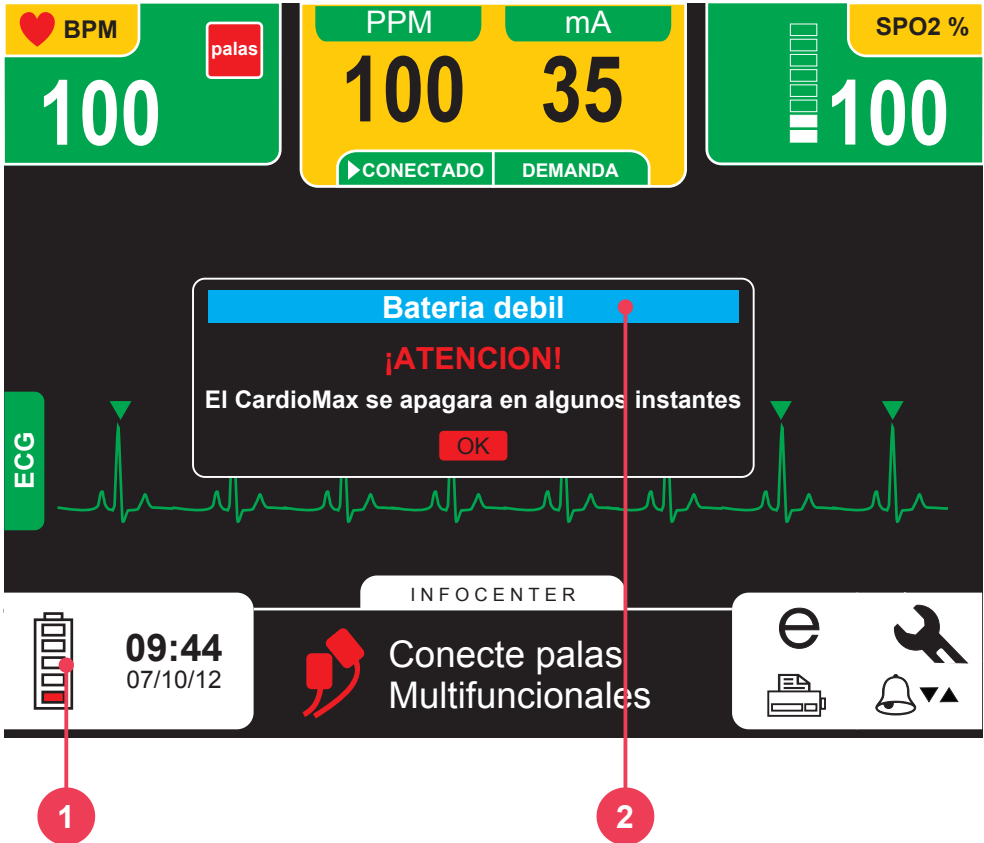 BPM
palas
100
PPM
mA
100
35
CONECTADO
DEMANDA
SPO2 %
100
Bateria debil
¡ATENCION!
El CardioMax se apagara en algunos instantes
OK
ECG
INFOCENTER
09:44
07/10/12
Conecte palas
Multifuncionales
e
1
2